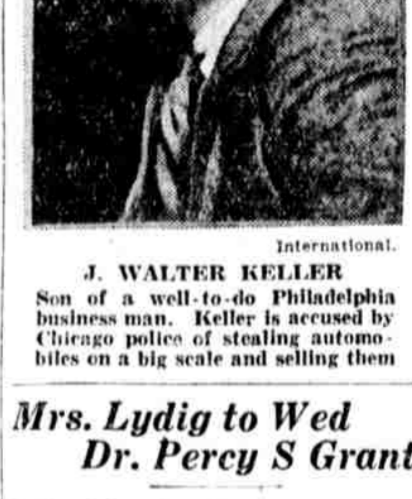 International.
J. WALTER KELLER
Son of a well-to-do Philadelphia
business man. Keller is accused by
Chicago police of stealing automo-
biles on a big scale and selling them
Mrs. Lydig to Wed
Dr. Percy S Grant